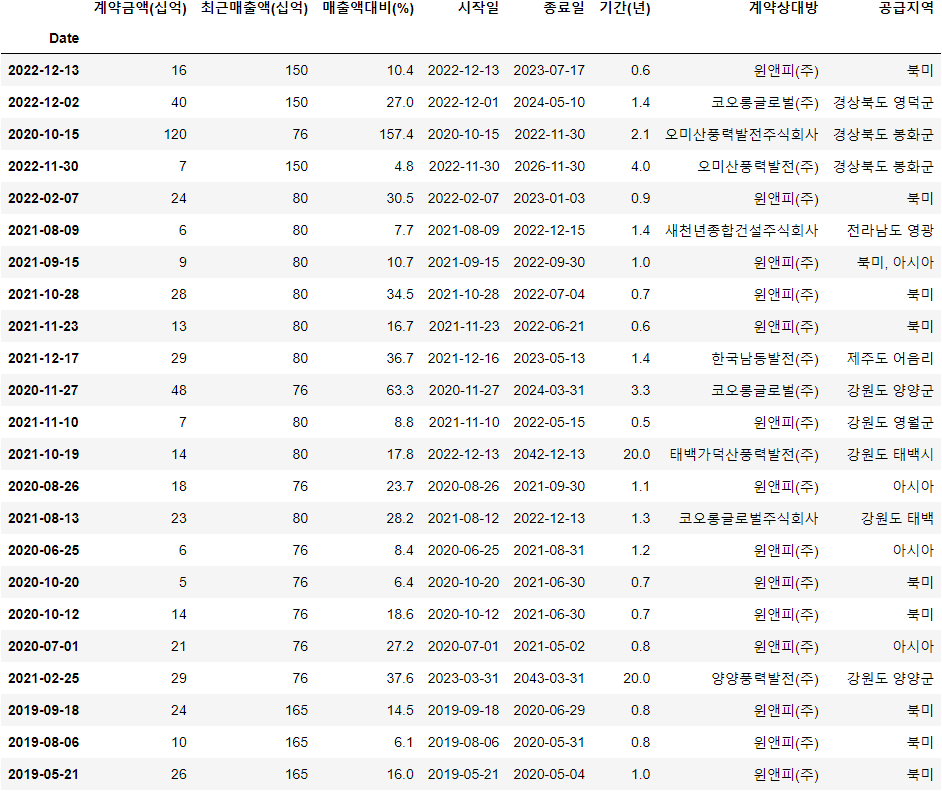 계약금액(십억) 최근매출액(십억) 매출액대비(%) 시작일 종료일 기간(년) 계약상대방 공급지역
Date
2022-12-13 16 150 10.4 2022-12-13 2023-07-17 0.6 윈앤피(주) 북미
2022-12-02 40 150 27.0 2022-12-01 2024-05-10 1.4 코오롱글로벌(주) 경상북도 영덕군
2020-10-15 120 76 157.4 2020-10-15 2022-11-30 2.1 오미산풍력발전주식회사 경상북도 봉화군
2022-11-30 7 150 4.8 2022-11-30 2026-11-30 4.0 오미산풍력발전(주) 경상북도 봉화군
2022-02-07 24 80 30.5 2022-02-07 2023-01-03 0.9 윈앤피(주) 북미
2021-08-09 6 80 7.7 2021-08-09 2022-12-15 1.4 새천년종합건설주식회사 전라남도 영광
2021-09-15 9 80 10.7 2021-09-15 2022-09-30 1.0 윈앤피(주) 북미, 아시아
2021-10-28 28 80 34.5 2021-10-28 2022-07-04 0.7 윈앤피(주) 북미
2021-11-23 13 80 16.7 2021-11-23 2022-06-21 0.6 윈앤피(주) 북미
2021-12-17 29 80 36.7 2021-12-16 2023-05-13 1.4 한국남동발전(주) 제주도 어음리
2020-11-27 48 76 63.3 2020-11-27 2024-03-31 3.3 코오롱글로벌(주) 강원도 양양군
2021-11-10 7 80 8.8 2021-11-10 2022-05-15 0.5 윈앤피(주) 강원도 영월군
2021-10-19 14 80 17.8 2022-12-13 2042-12-13 20.0 태백가덕산풍력발전(주) 강원도 태백시
2020-08-26 18 76 23.7 2020-08-26 2021-09-30 1.1 윈앤피(주) 아시아
2021-08-13 23 80 28.2 2021-08-12 2022-12-13 1.3 코오롱글로벌주식회사 강원도 태백
2020-06-25 6 76 8.4 2020-06-25 2021-08-31 1.2 윈앤피(주) 아시아
2020-10-20 5 76 6.4 2020-10-20 2021-06-30 0.7 윈앤피(주) 북미
2020-10-12 14 76 18.6 2020-10-12 2021-06-30 0.7 윈앤피(주) 북미
2020-07-01 21 76 27.2 2020-07-01 2021-05-02 0.8 윈앤피(주) 아시아
2021-02-25 29 76 37.6 2023-03-31 2043-03-31 20.0 양양풍력발전(주) 강원도 양양군
2019-09-18 24 165 14.5 2019-09-18 2020-06-29 0.8 윈앤피(주) 북미
2019-08-06 10 165 6.1 2019-08-06 2020-05-31 0.8 윈앤피(주) 북미
2019-05-21 26 165 16.0 2019-05-21 2020-05-04 1.0 윈앤피(주) 북미